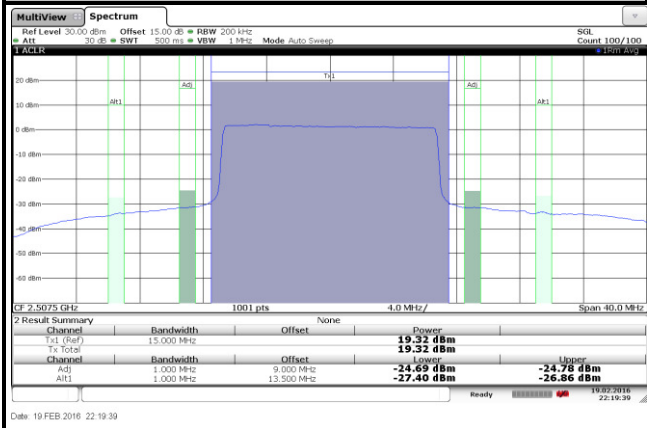 MultiView Spectrum
Ref Level 30.00 dBm Offset 15.00 dB RBW 200 kHz SGL
Att 30 dB SWT 500 ms VBW 1 MHz Mode Auto Sweep Count 100/100
1 ACLR 1Rm Avg
Tx1
20 dBm
Adj Adj
Alt1 Alt1
0 dBm
-10 dBm
-20 dBm
-30 dBm
-40 dBm
-50 dBm
-60 dBm
CF 2.5075 GHz 1001 pts 4.0 MHz/ Span 40.0 MHz
2 Result Summary None
Channel Bandwidth Offset Power
Tx1 (Ref) 15.000 MHz 19.32 dBm
Tx Total 19.32 dBm
Channel Bandwidth Offset Lower Upper
Adj 1.000 MHz 9.000 MHz -24.69 dBm -24.78 dBm
Alt1 1.000 MHz 13.500 MHz -27.40 dBm -26.86 dBm
Ready 19.02.2016
22:19:39
Date: 19.FEB.2016 22:19:39